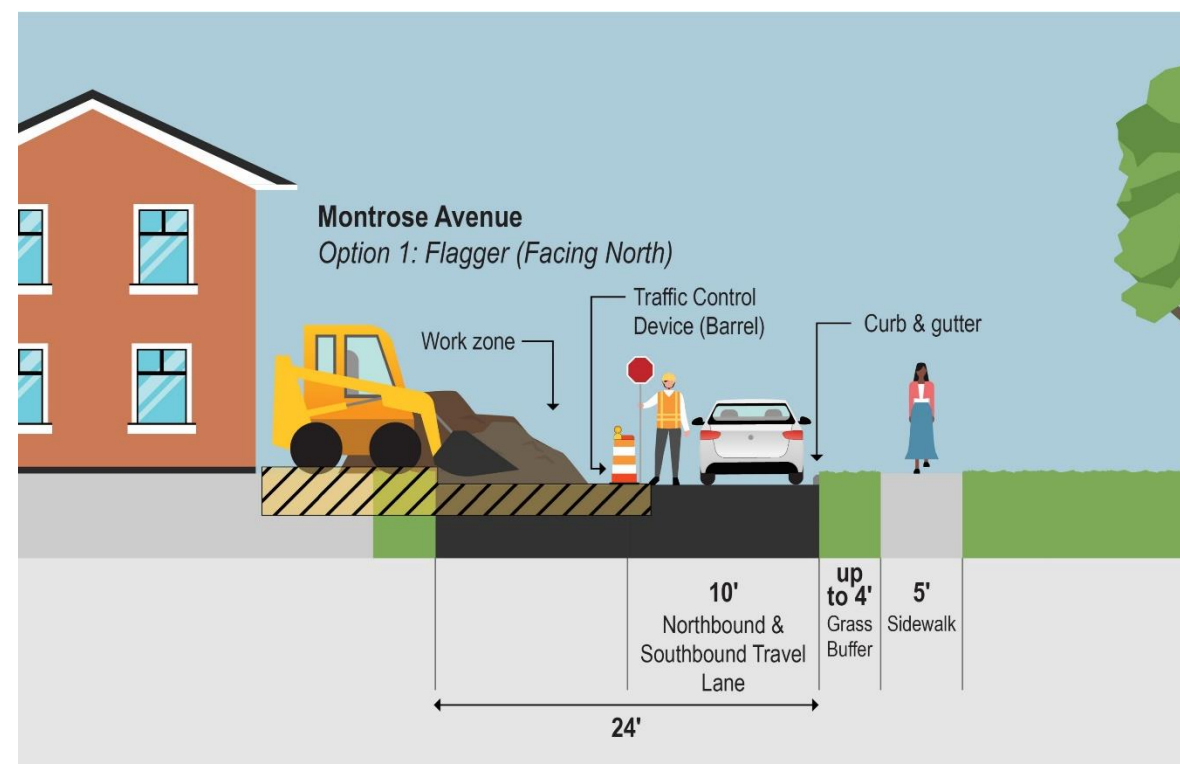 Montrose Avenue
Option 1: Flagger (Facing North)
Traffic Control
Device (Barrel)
Work zone
Curb & gutter
10'
Northbound &
Southbound Travel
Lane
up
to 4'
Grass
Buffer
5'
Sidewalk
24'